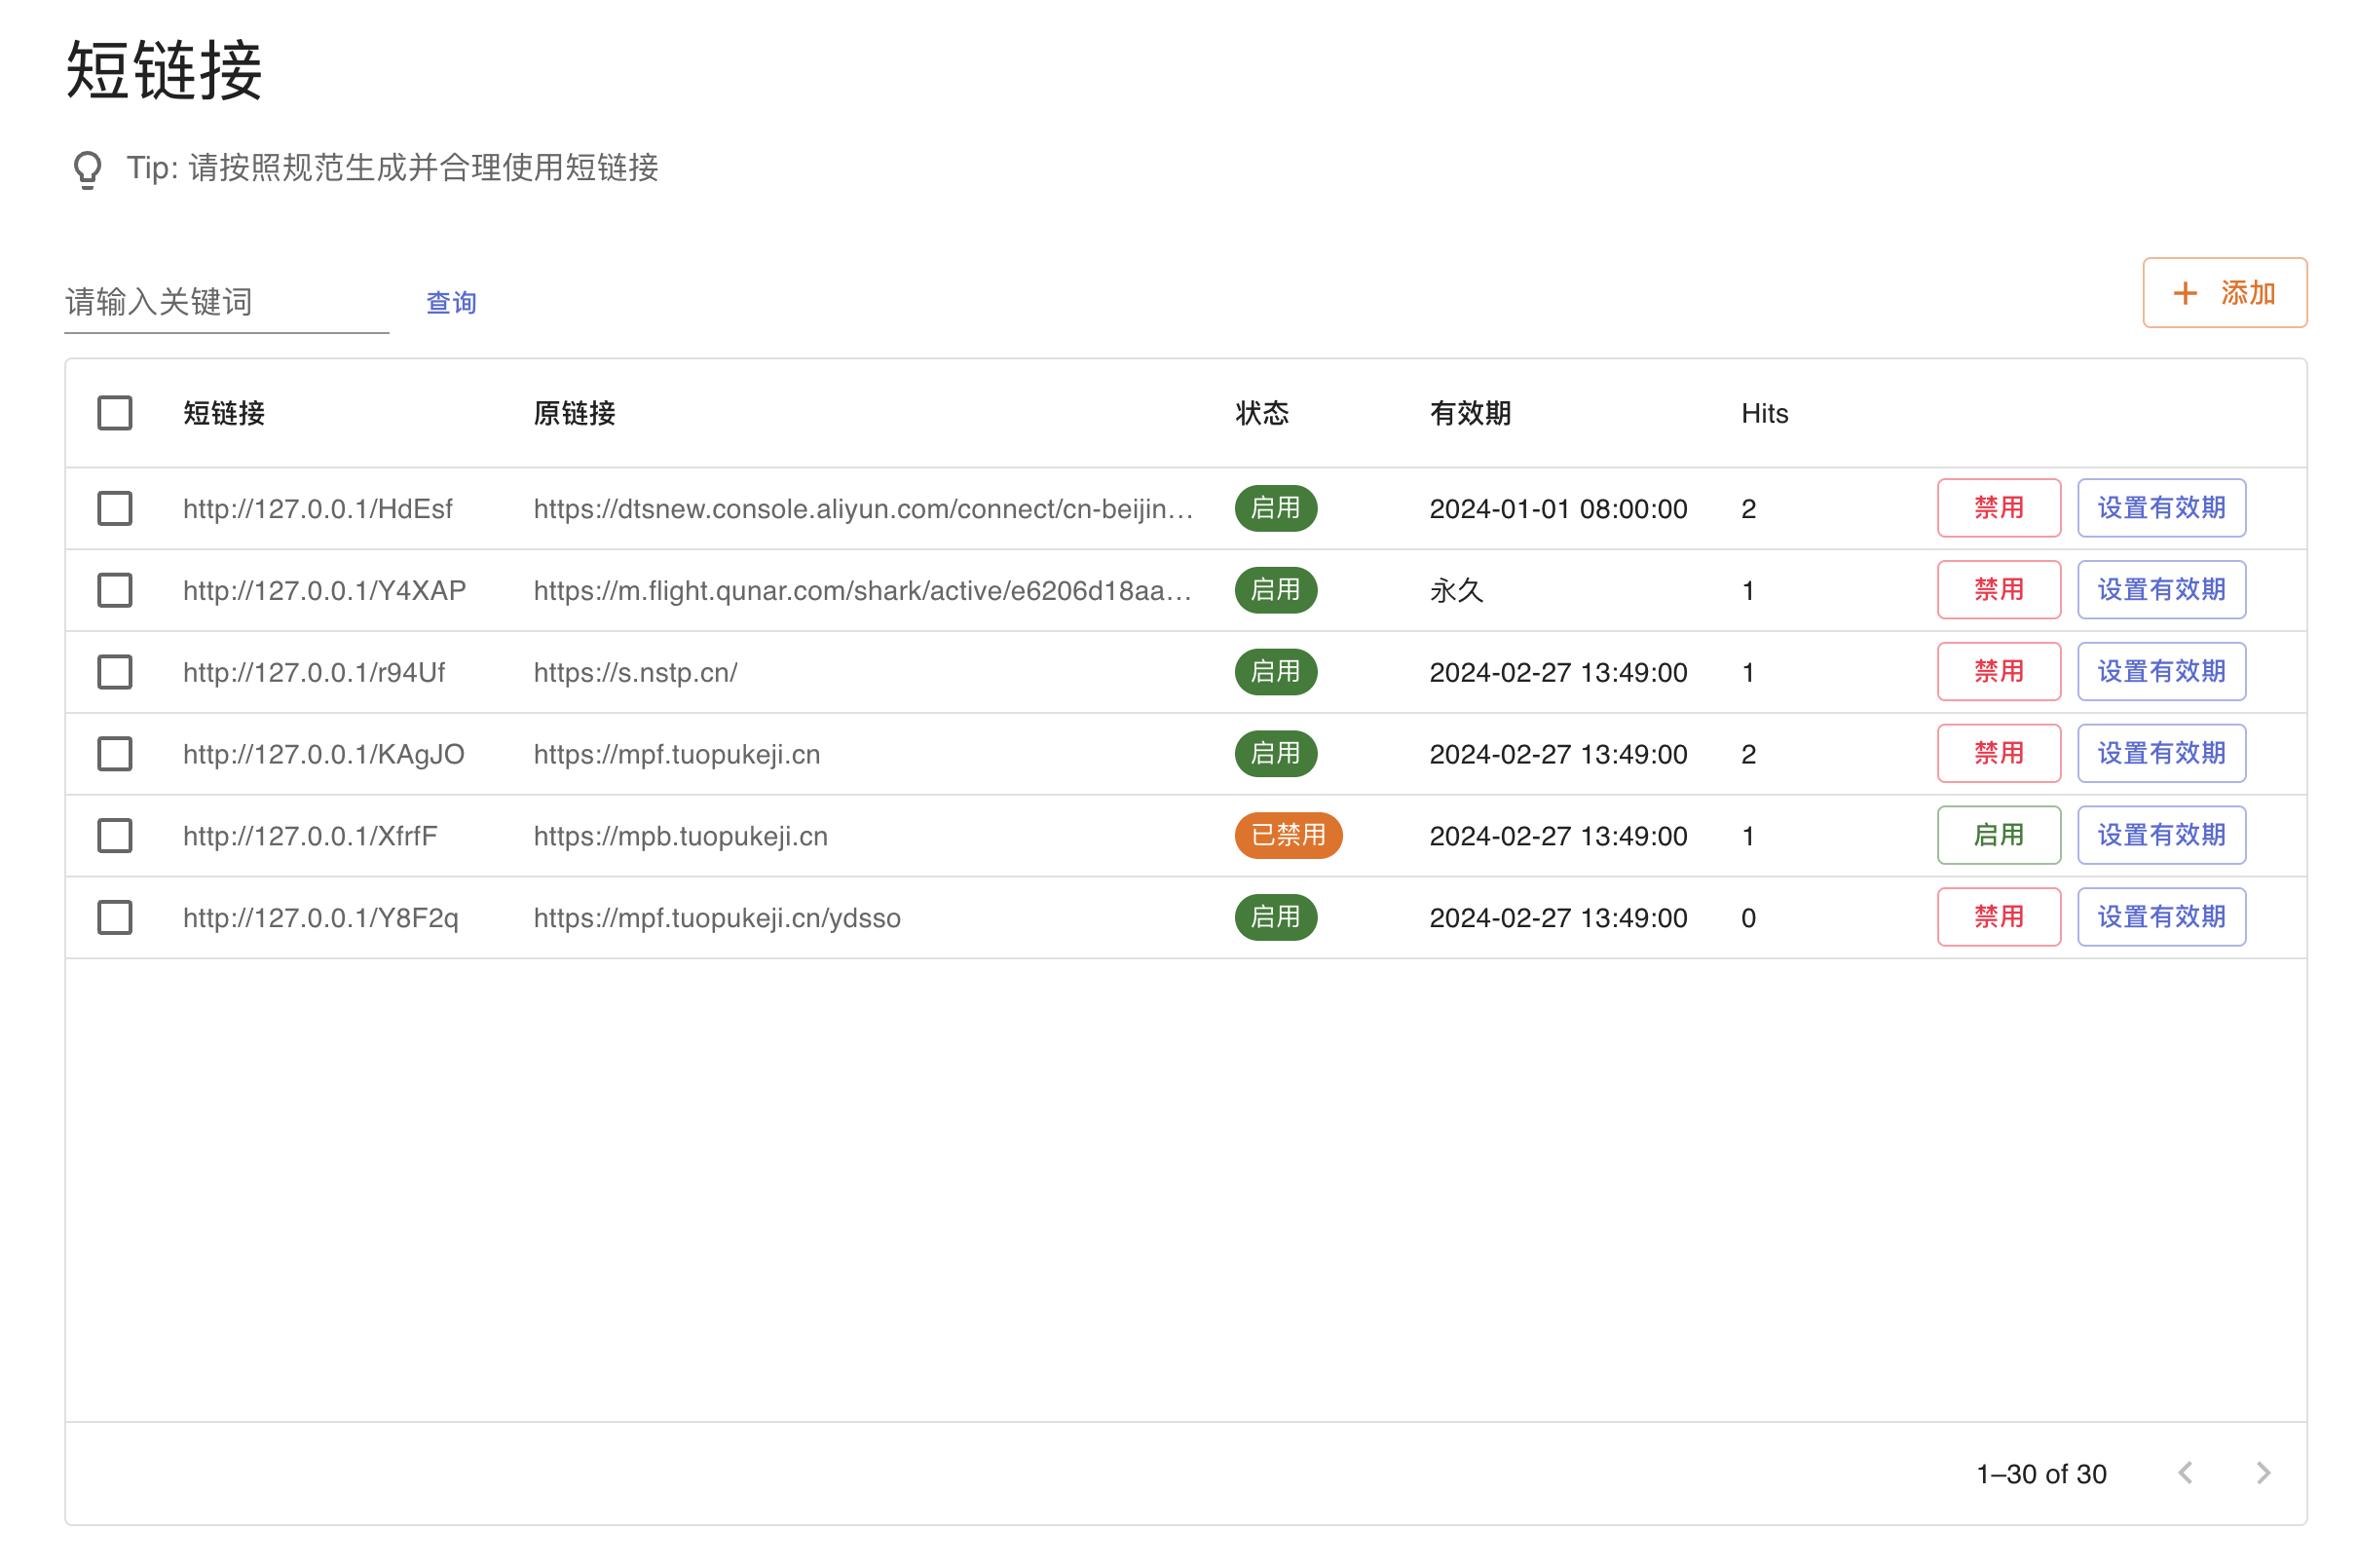 短链接
Tip: 请按照规范生成并合理使用短链接
请输入关键词 查询 + 添加
短链接 原链接 状态 有效期 Hits
http://127.0.0.1/HdEsf https://dtsnew.console.aliyun.com/connect/cn-beijin... 启用 2024-01-01 08:00:00 2 禁用 设置有效期
http://127.0.0.1/Y4XAP https://m.flight.qunar.com/shark/active/e6206d18aa... 启用 永久 1 禁用 设置有效期
http://127.0.0.1/r94Uf https://s.nstp.cn/ 启用 2024-02-27 13:49:00 1 禁用 设置有效期
http://127.0.0.1/KAgJO https://mpf.tuopukeji.cn 启用 2024-02-27 13:49:00 2 禁用 设置有效期
http://127.0.0.1/XfrfF https://mpb.tuopukeji.cn 已禁用 2024-02-27 13:49:00 1 启用 设置有效期
http://127.0.0.1/Y8F2q https://mpf.tuopukeji.cn/ydsso 启用 2024-02-27 13:49:00 0 禁用 设置有效期
1–30 of 30